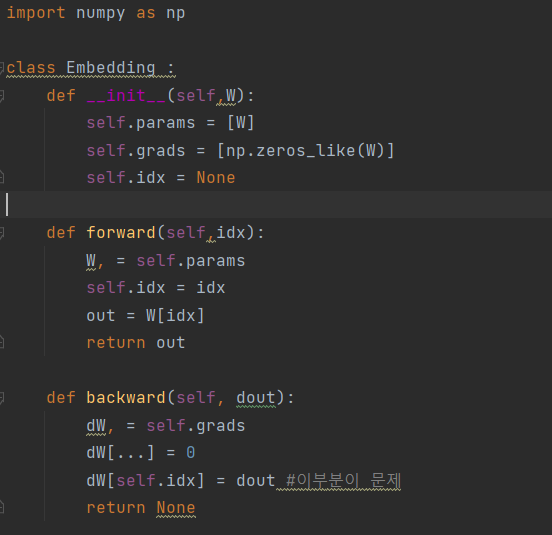 import numpy as np
class Embedding :
    def __init__(self,W):
        self.params = [W]
        self.grads = [np.zeros_like(W)]
        self.idx = None
    def forward(self,idx):
        W, = self.params
        self.idx = idx
        out = W[idx]
        return out
    def backward(self, dout):
        dW, = self.grads
        dW[...] = 0
        dW[self.idx] = dout #이부분이 문제
        return None